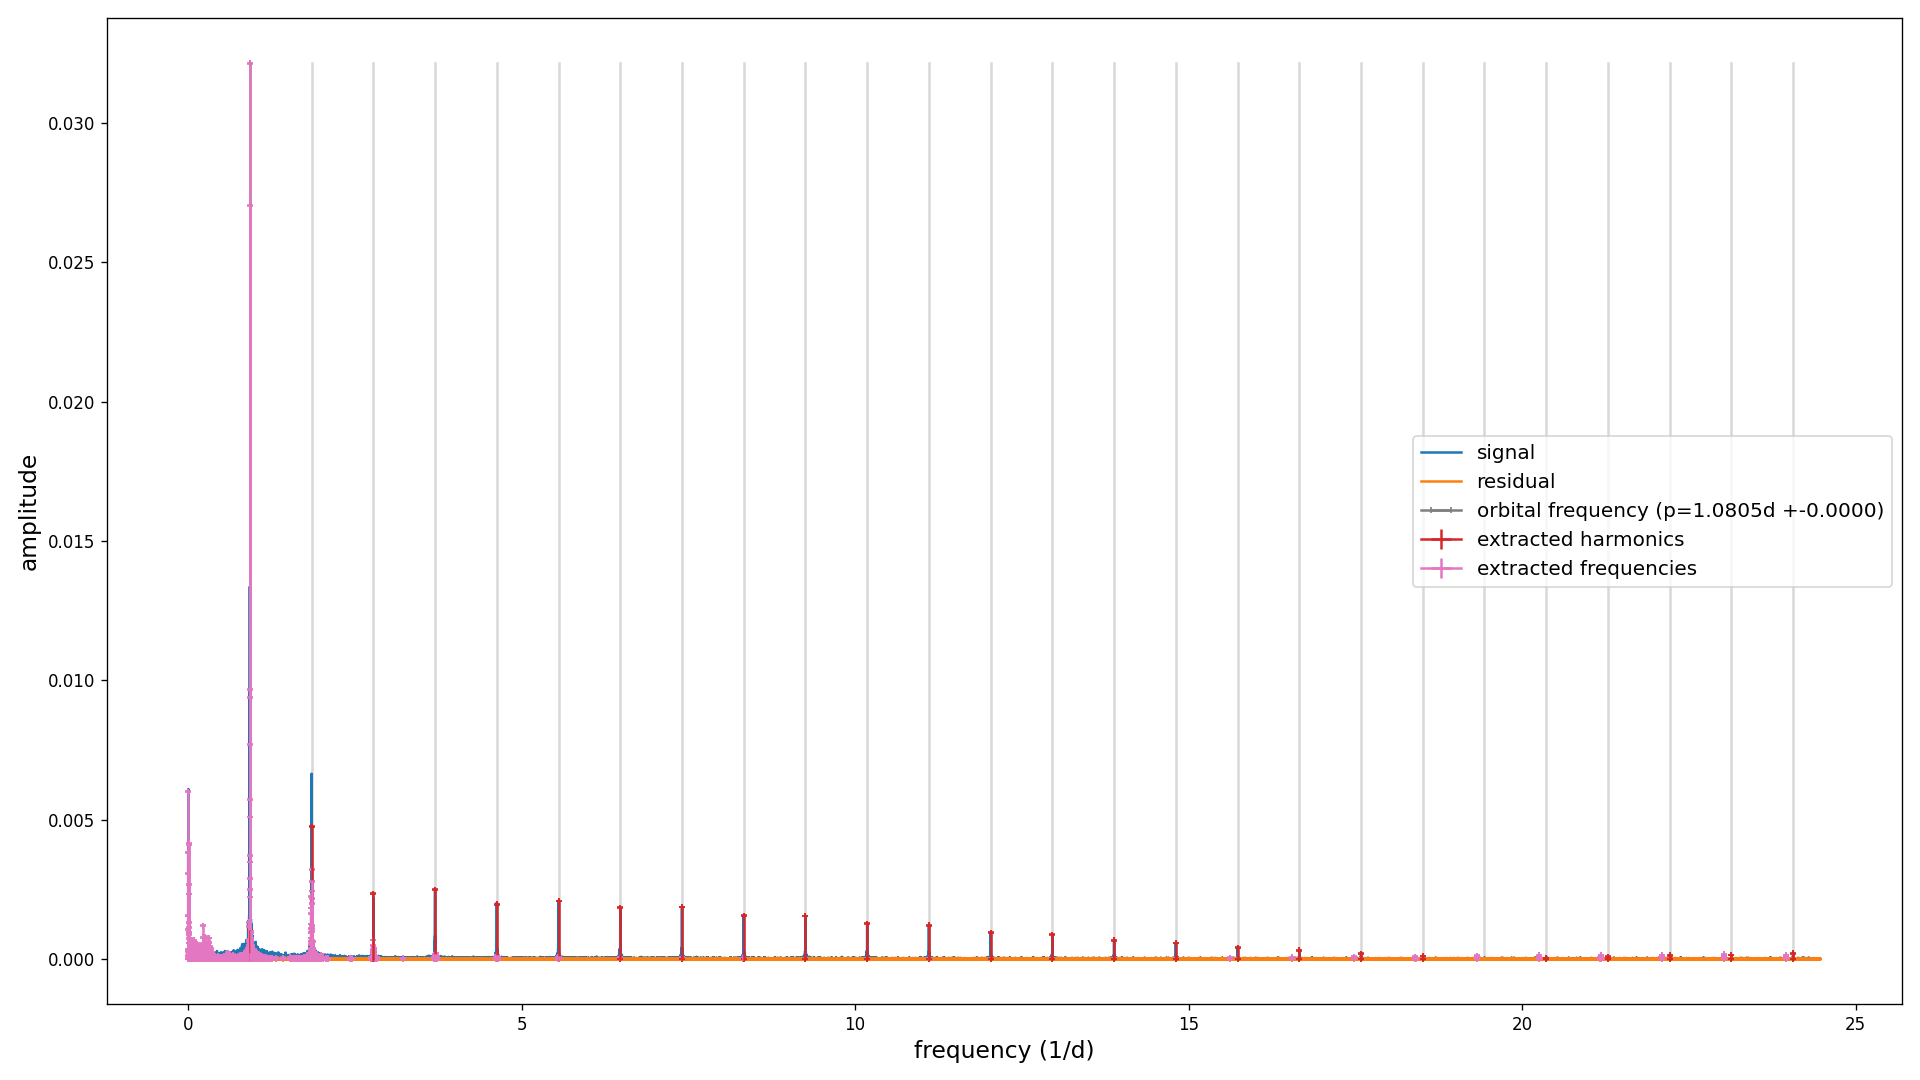 0.030
0.025
0.020
0.015
0.010
0.005
0.000
amplitude
signal
residual
orbital frequency (p=1.0805d +-0.0000)
extracted harmonics
extracted frequencies
0 5 10 15 20 25
frequency (1/d)